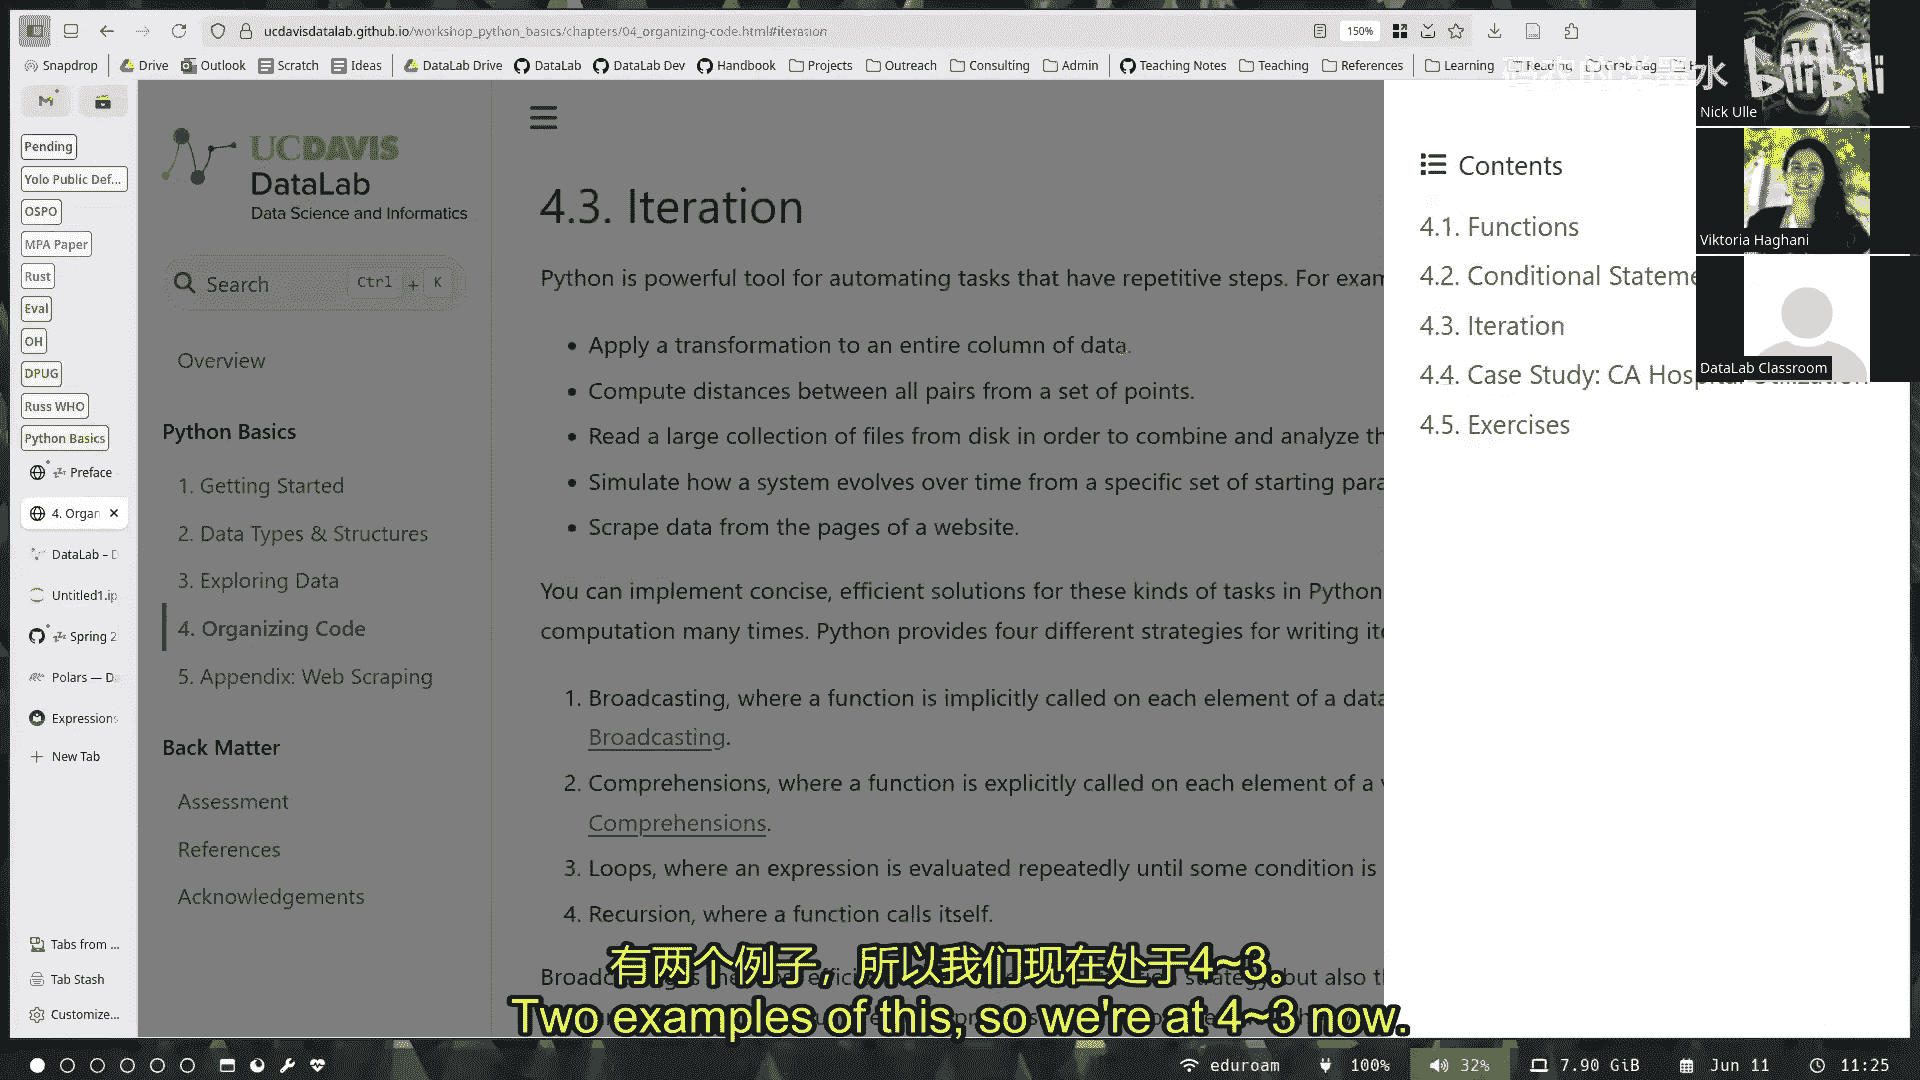 ucdavisdatalab.github.io/workshop_python_basics/chapters/04_organizing-code.html#iteration
150%
Snapdrop
Drive
Outlook
Scratch
Ideas
DataLab Drive
DataLab
DataLab Dev
Handbook
Projects
Outreach
Consulting
Admin
Teaching Notes
Teaching
References
Learning
Reading
Grab Bag
bilibili
Nick Ulle
Viktoria Haghani
DataLab Classroom
Pending
Yolo Public Def...
OSPO
MPA Paper
Rust
Eval
OH
DPUG
Russ WHO
Python Basics
Preface
4. Organ
DataLab – D
Untitled1.ip
Spring 2
Polars — Da
Expressions
New Tab
Tabs from ...
Tab Stash
Customize...
UCDAVIS
DataLab
Data Science and Informatics
Search Ctrl + K
Overview
Python Basics
1. Getting Started
2. Data Types & Structures
3. Exploring Data
4. Organizing Code
5. Appendix: Web Scraping
Back Matter
Assessment
References
Acknowledgements
4.3. Iteration
Python is powerful tool for automating tasks that have repetitive steps. For exam
• Apply a transformation to an entire column of data.
• Compute distances between all pairs from a set of points.
• Read a large collection of files from disk in order to combine and analyze th
• Simulate how a system evolves over time from a specific set of starting para
• Scrape data from the pages of a website.
You can implement concise, efficient solutions for these kinds of tasks in Python
computation many times. Python provides four different strategies for writing ite
1. Broadcasting, where a function is implicitly called on each element of a data
Broadcasting.
2. Comprehensions, where a function is explicitly called on each element of a v
Comprehensions.
3. Loops, where an expression is evaluated repeatedly until some condition is
4. Recursion, where a function calls itself.
Contents
4.1. Functions
4.2. Conditional Stateme
4.3. Iteration
4.4. Case Study: CA Hospital Utilization
4.5. Exercises
有两个例子，所以我们现在处于4~3。
Two examples of this, so we're at 4~3 now.
eduroam
100%
32%
7.90 GiB
Jun 11
11:25